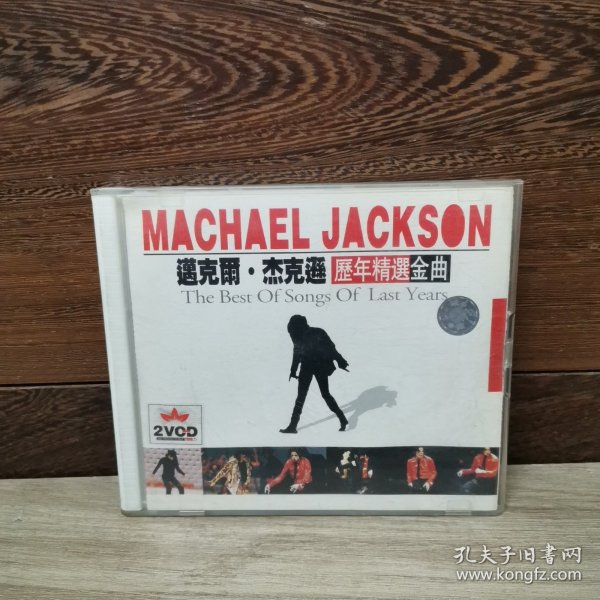 MACHAEL JACKSON
邁克爾·杰克遜 歷年精選金曲
The Best Of Songs Of Last Years
2VCD
孔夫子旧书网
www.kongfz.com